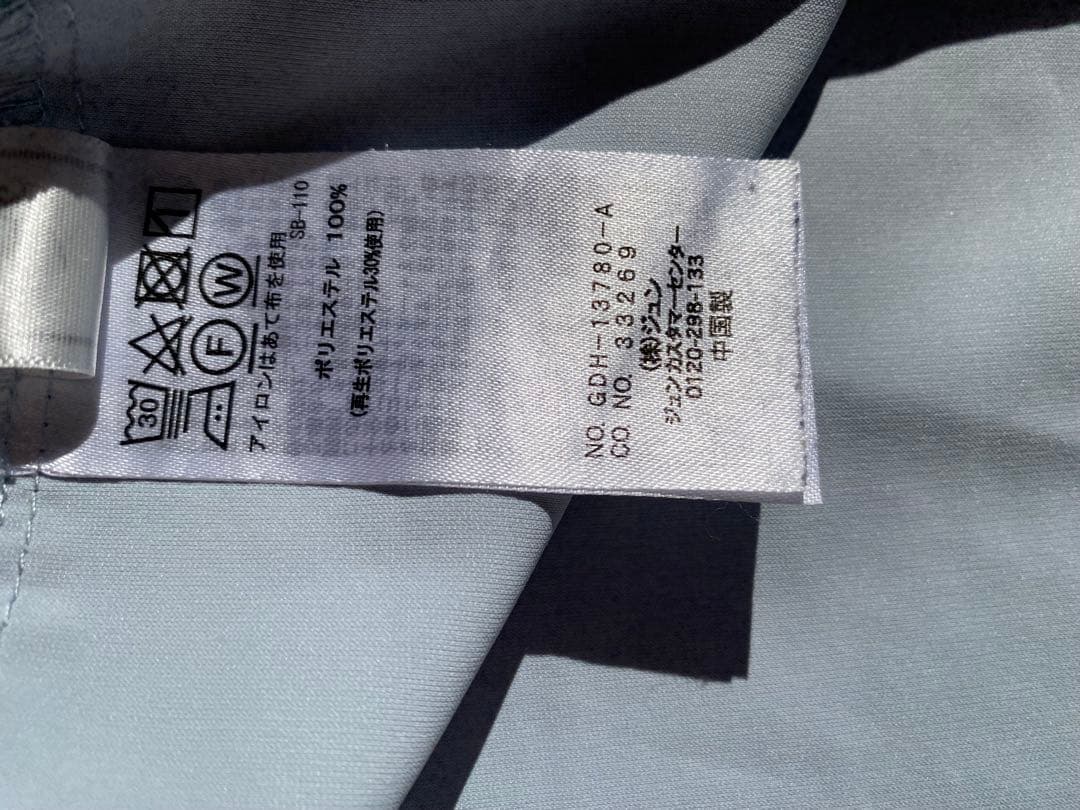 30
F
W
アイロンはあて布を使用
SB-110
ポリエステル 100%
(再生ポリエステル30%使用)
NO. GDH-13780-A
CO NO. 33269
(株)ジュン
ジュンカスタマーセンター
0120-298-133
中国製